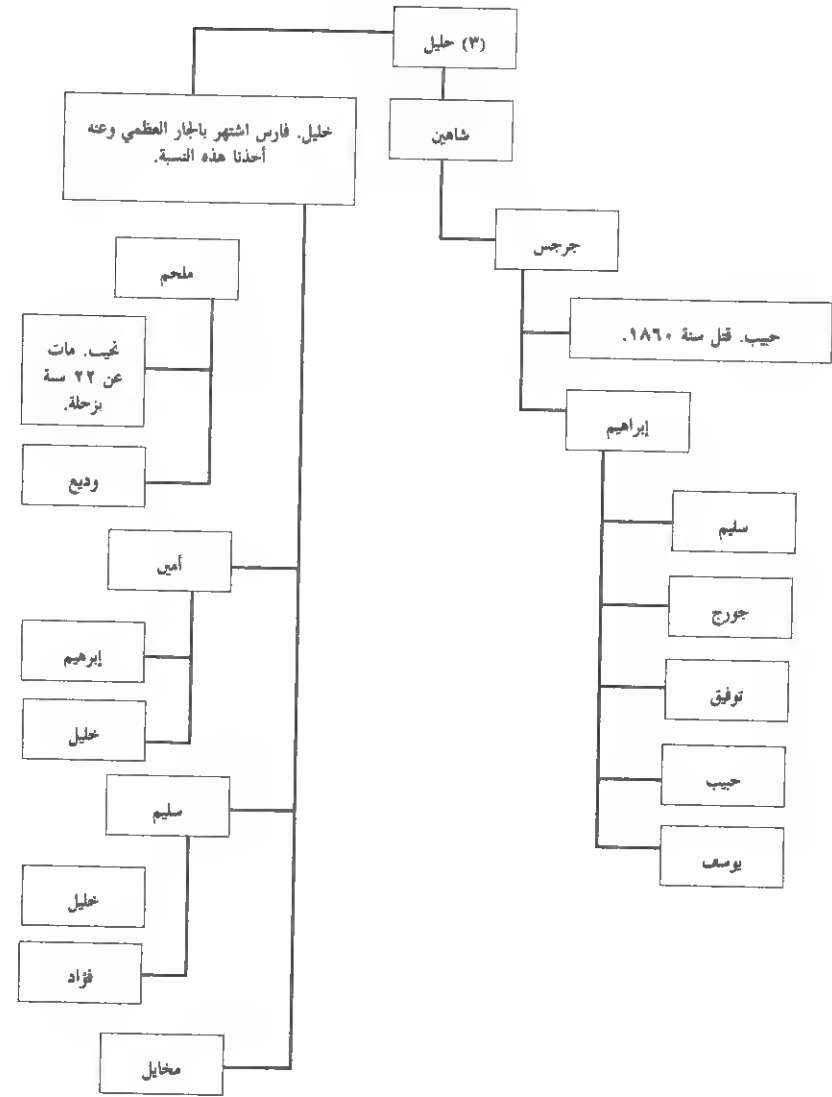 (٣) خليل
شاهين
جرجس
حبيب. قتل سنة ١٨٦٠.
إبراهيم
سليم
جورج
توفيق
حبيب
يوسف
خليل. فارس اشتهر بالجار العظمي وعنه
أخذنا هذه النسبة.
ملحم
نجيب. مات
عن ٢٢ سنة
بزحلة.
وديع
أمين
إبرهيم
خليل
سليم
خليل
فؤاد
مخايل